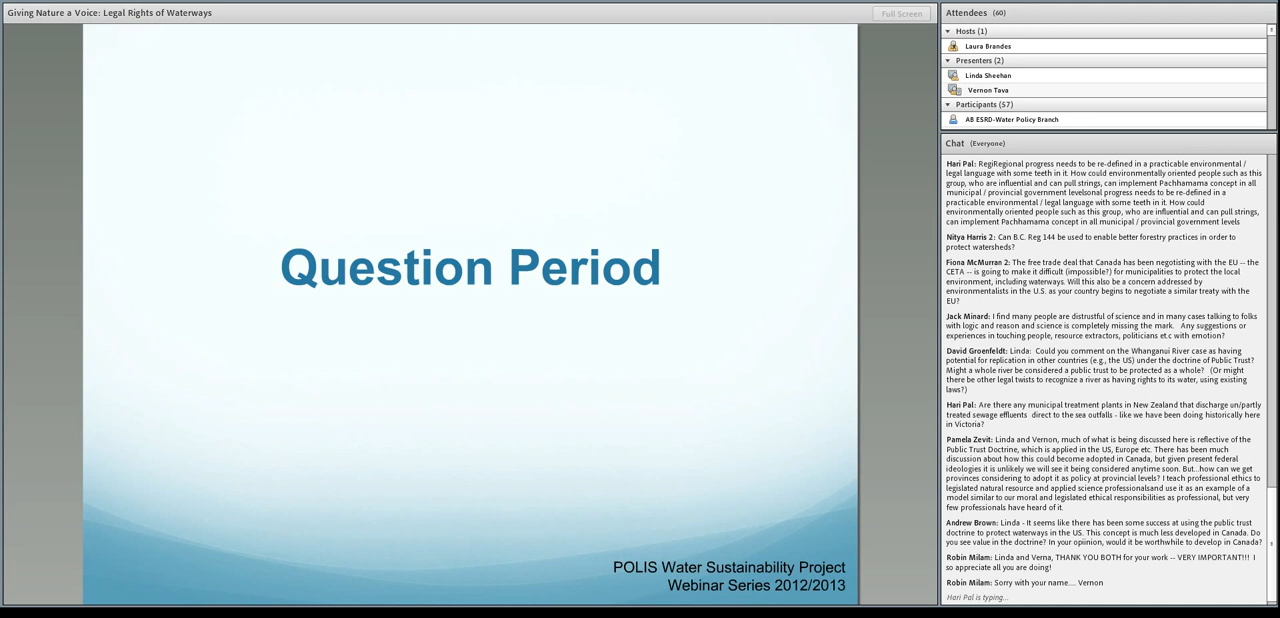 Giving Nature a Voice: Legal Rights of Waterways
Full Screen
Question Period
POLIS Water Sustainability Project
Webinar Series 2012/2013
Attendees (60)
Hosts (1)
Laura Brandes
Presenters (2)
Linda Sheehan
Vernon Tava
Participants (57)
AB ESRD-Water Policy Branch
Chat (Everyone)
Hari Pal: RegiRegional progress needs to be re-defined in a practicable environmental /
legal language with some teeth in it. How could environmentally oriented people such as this
group, who are influential and can pull strings, can implement Pachhamama concept in all
municipal / provincial government levelsonal progress needs to be re-defined in a
practicable environmental / legal language with some teeth in it. How could
environmentally oriented people such as this group, who are influential and can pull strings,
can implement Pachhamama concept in all municipal / provincial government levels
Nitya Harris 2: Can B.C. Reg 144 be used to enable better forestry practices in order to
protect watersheds?
Fiona McMurran 2: The free trade deal that Canada has been negotisting with the EU -- the
CETA -- is going to make it difficult (impossible?) for municipalities to protect the local
environment, including waterways. Will this also be a concern addressed by
environmentalists in the U.S. as your country begins to negotiate a similar treaty with the
EU?
Jack Minard: I find many people are distrustful of science and in many cases talking to folks
with logic and reason and science is completely missing the mark. Any suggestions or
experiences in touching people, resource extractors, politicians et.c with emotion?
David Groenfeldt: Linda: Could you comment on the Whanganui River case as having
potential for replication in other countries (e.g., the US) under the doctrine of Public Trust?
Might a whole river be considered a public trust to be protected as a whole? (Or might
there be other legal twists to recognize a river as having rights to its water, using existing
laws?)
Hari Pal: Are there any municipal treatment plants in New Zealand that discharge un/partly
treated sewage effluents direct to the sea outfalls - like we have been doing historically here
in Victoria?
Pamela Zevit: Linda and Vernon, much of what is being discussed here is reflective of the
Public Trust Doctrine, which is applied in the US, Europe etc. There has been much
discussion about how this could become adopted in Canada, but given present federal
ideologies it is unlikely we will see it being considered anytime soon. But...how can we get
provinces considering to adopt it as policy at provincial levels? I teach professional ethics to
legislated natural resource and applied science professionalsand use it as an example of a
model similar to our moral and legislated ethical responsibilities as professional, but very
few professionals have heard of it.
Andrew Brown: Linda - It seems like there has been some success at using the public trust
doctrine to protect waterways in the US. This concept is much less developed in Canada. Do
you see value in the doctrine? In your opiinion, would it be worthwhile to develop in Canada?
Robin Milam: Linda and Verna, THANK YOU BOTH for your work -- VERY IMPORTANT!!! I
so appreciate all you are doing!
Robin Milam: Sorry with your name.... Vernon
Hari Pal is typing...